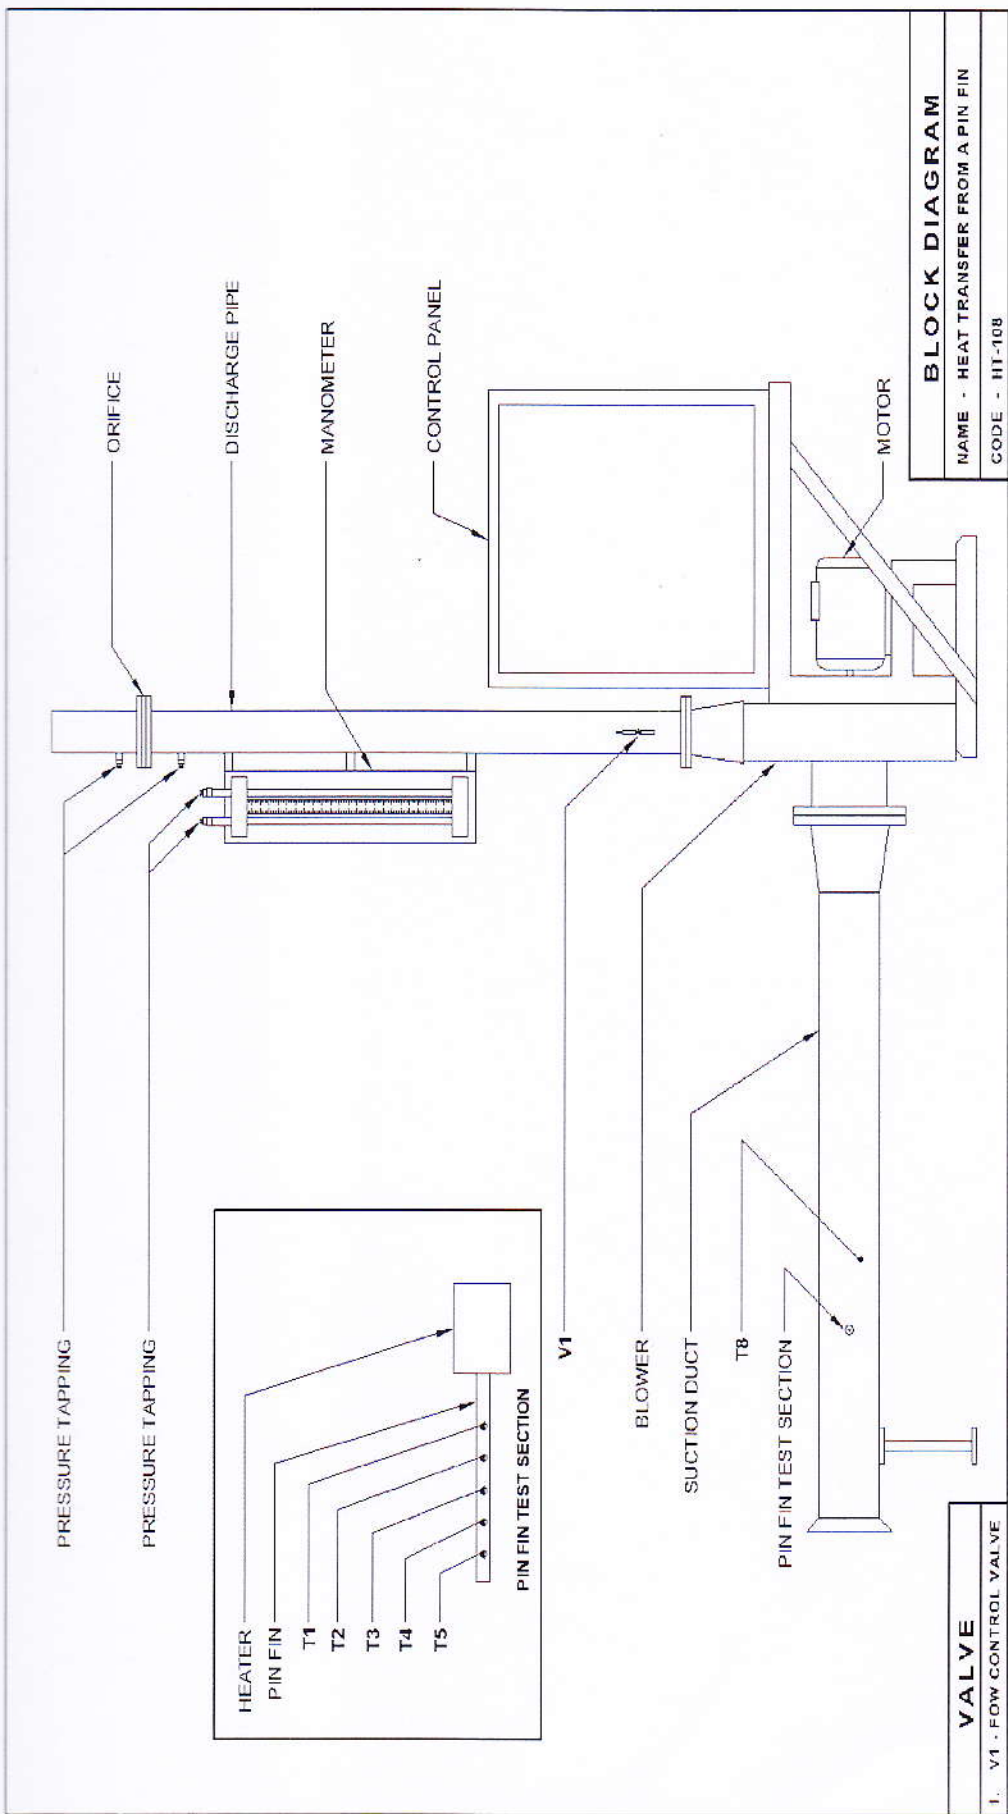 PRESSURE TAPPING
ORIFICE
PRESSURE TAPPING
DISCHARGE PIPE
MANOMETER
CONTROL PANEL
HEATER
PIN FIN
T1
T2
T3
T4
T5
PIN FIN TEST SECTION
V1
BLOWER
SUCTION DUCT
T8
PIN FIN TEST SECTION
MOTOR
VALVE
1. V1 - FOW CONTROL VALVE
BLOCK DIAGRAM
NAME - HEAT TRANSFER FROM A PIN FIN
CODE - HT-108